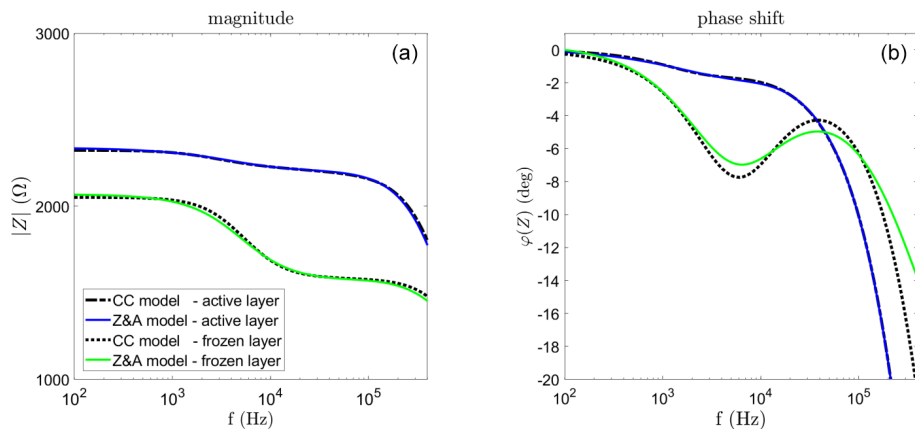 magnitude
(a)
3000
2000
1000
|Z| (Ω)
CC model - active layer
Z&A model - active layer
CC model - frozen layer
Z&A model - frozen layer
10² 10³ 10⁴ 10⁵
f (Hz)
phase shift
(b)
0
-2
-4
-6
-8
-10
-12
-14
-16
-18
-20
φ(Z) (deg)
10² 10³ 10⁴ 10⁵
f (Hz)